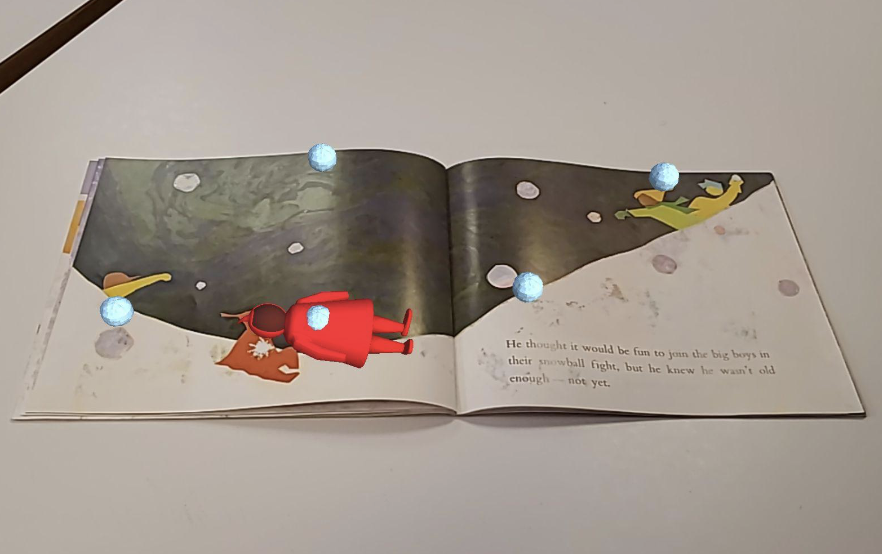 He thought it would be fun to join the big boys in
their snowball fight, but he knew he wasn't old
enough — not yet.